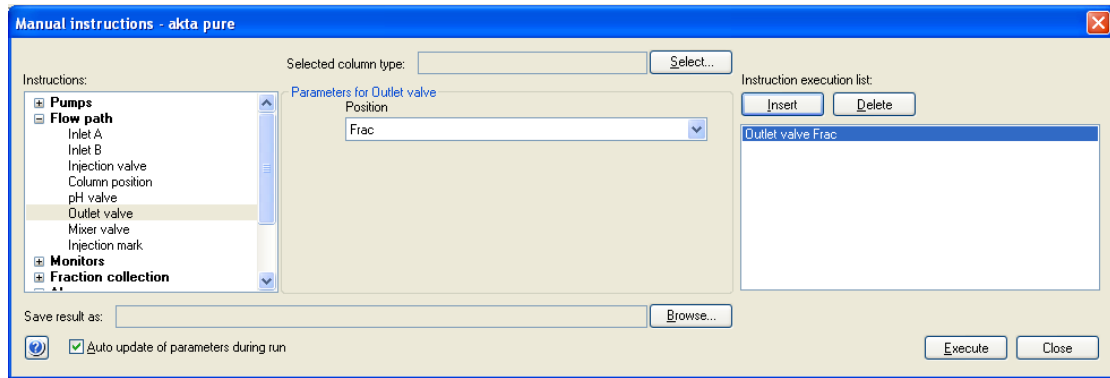 Manual instructions - akta pure
Selected column type:
Select...
Instructions:
Pumps
Flow path
Inlet A
Inlet B
Injection valve
Column position
pH valve
Outlet valve
Mixer valve
Injection mark
Monitors
Fraction collection
Parameters for Outlet valve
Position
Frac
Instruction execution list:
Insert Delete
Outlet valve Frac
Save result as:
Browse...
Auto update of parameters during run
Execute Close